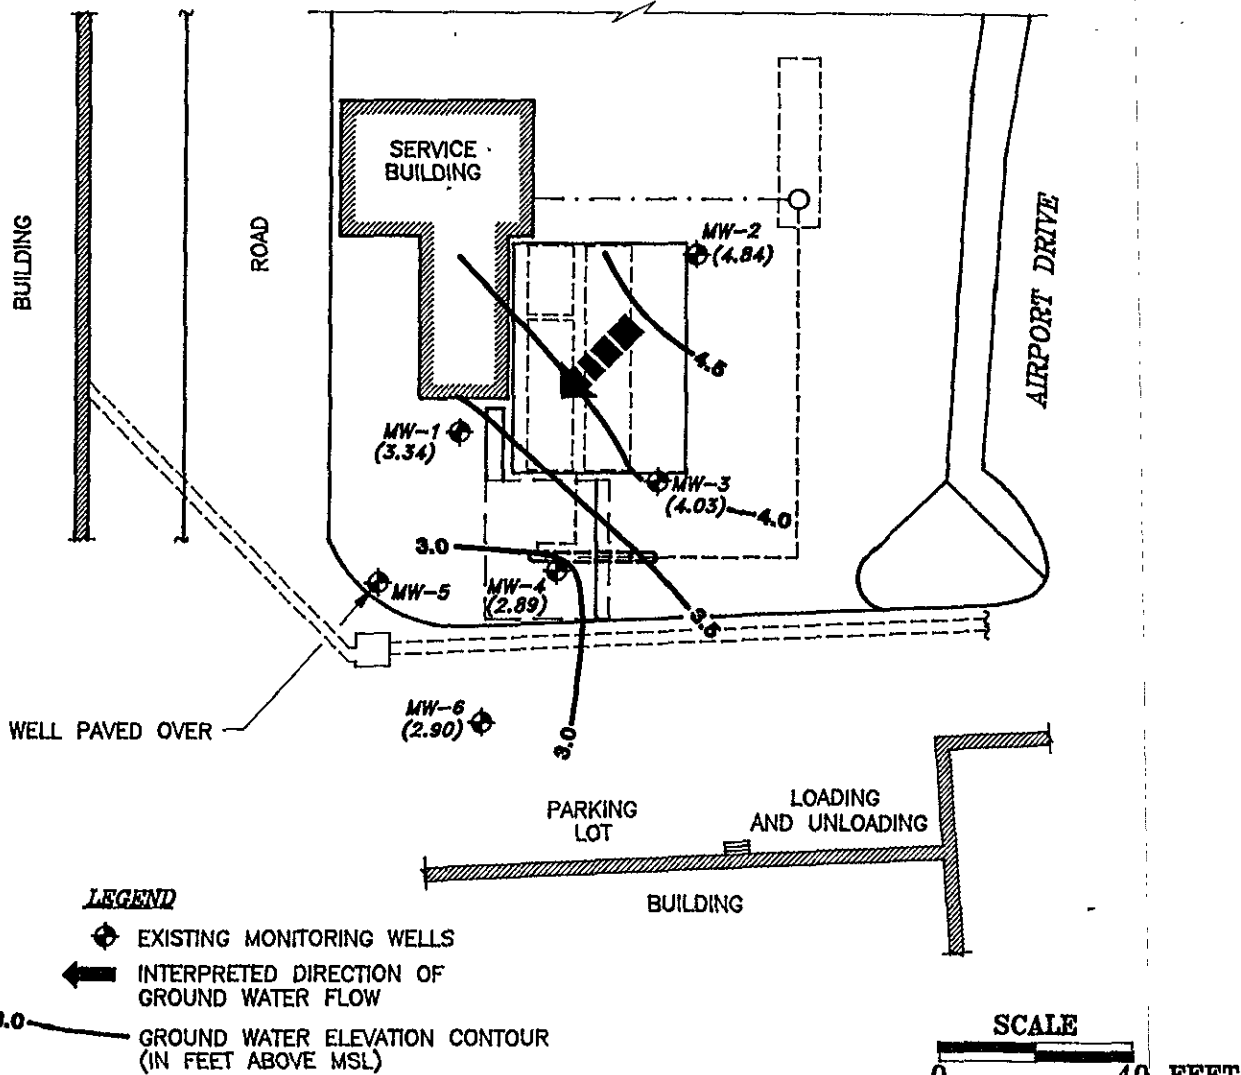 SERVICE
BUILDING
BUILDING
ROAD
MW-2
(4.84)
AIRPORT DRIVE
4.5
MW-1
(3.34)
MW-3
(4.03)
4.0
3.0
MW-5
MW-4
(2.89)
3.5
WELL PAVED OVER
MW-6
(2.90)
3.0
PARKING
LOT
LOADING
AND UNLOADING
BUILDING
LEGEND
EXISTING MONITORING WELLS
INTERPRETED DIRECTION OF
GROUND WATER FLOW
3.0
GROUND WATER ELEVATION CONTOUR
(IN FEET ABOVE MSL)
SCALE
0 40 FEET